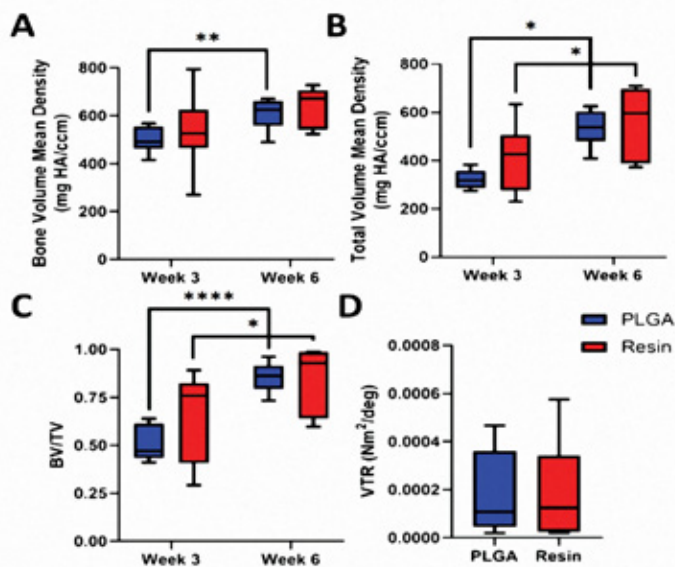 A
Bone Volume Mean Density
(mg HA/ccm)
800
600
400
200
0
**
Week 3
Week 6
B
Total Volume Mean Density
(mg HA/ccm)
800
600
400
200
0
*
*
Week 3
Week 6
C
BV/TV
1.00
0.75
0.50
0.25
0.00
****
*
Week 3
Week 6
D
PLGA
Resin
VTR (Nm²/deg)
0.0008
0.0006
0.0004
0.0002
0.0000
PLGA
Resin